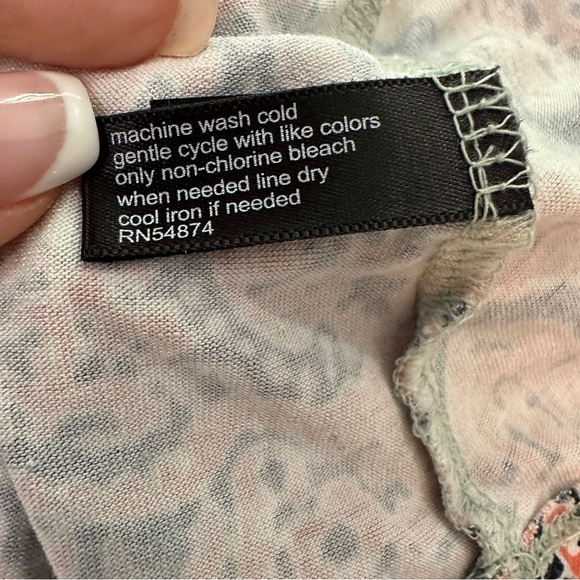 machine wash cold
gentle cycle with like colors
only non-chlorine bleach
when needed line dry
cool iron if needed
RN54874